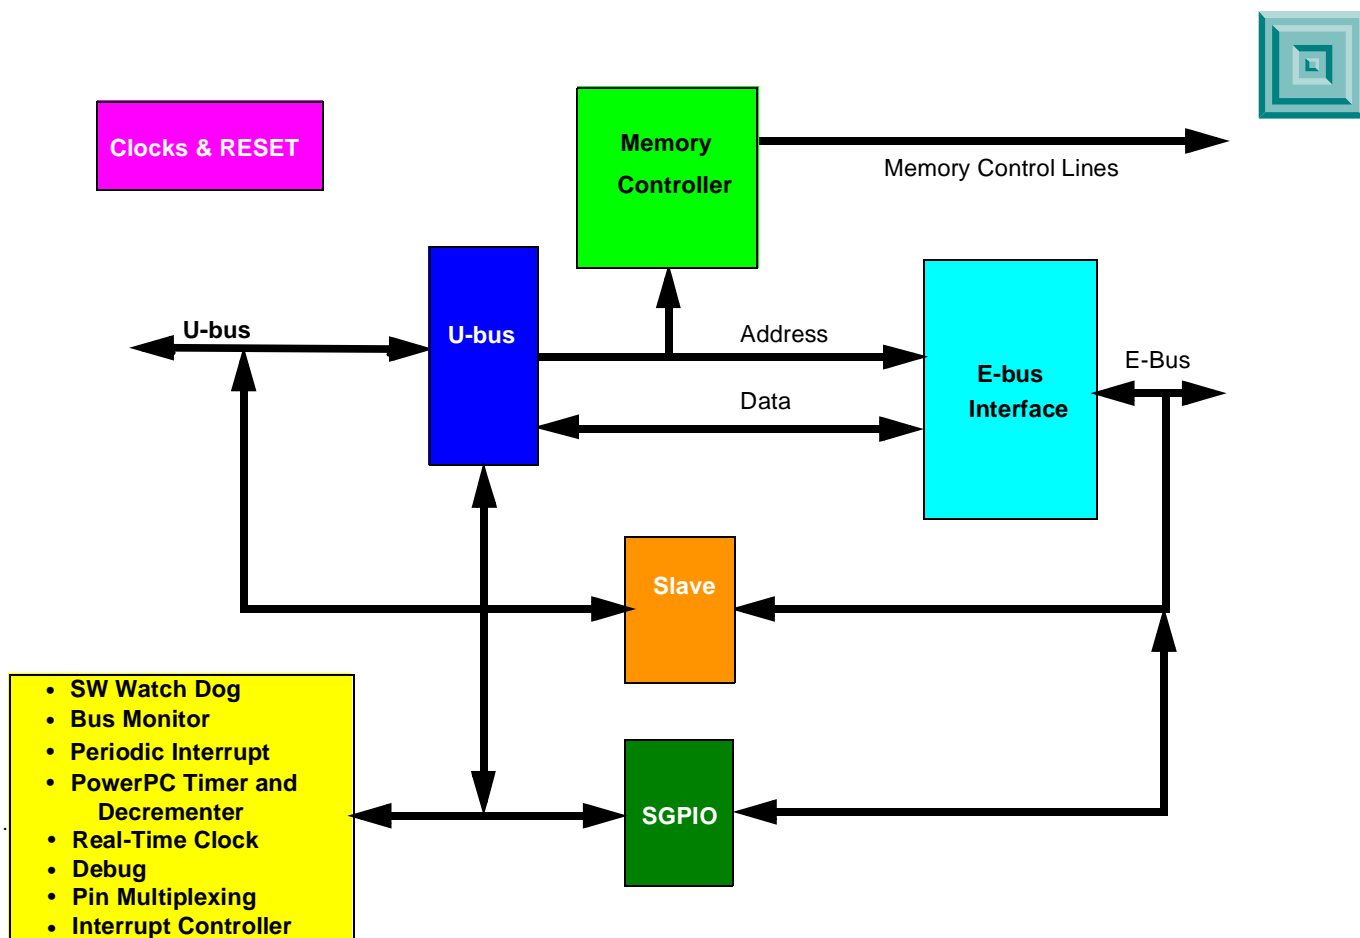 Clocks & RESET
Memory
Controller
Memory Control Lines
U-bus
U-bus
Address
Data
E-bus
Interface
E-Bus
Slave
SGPIO
• SW Watch Dog
• Bus Monitor
• Periodic Interrupt
• PowerPC Timer and
Decrementer
• Real-Time Clock
• Debug
• Pin Multiplexing
• Interrupt Controller